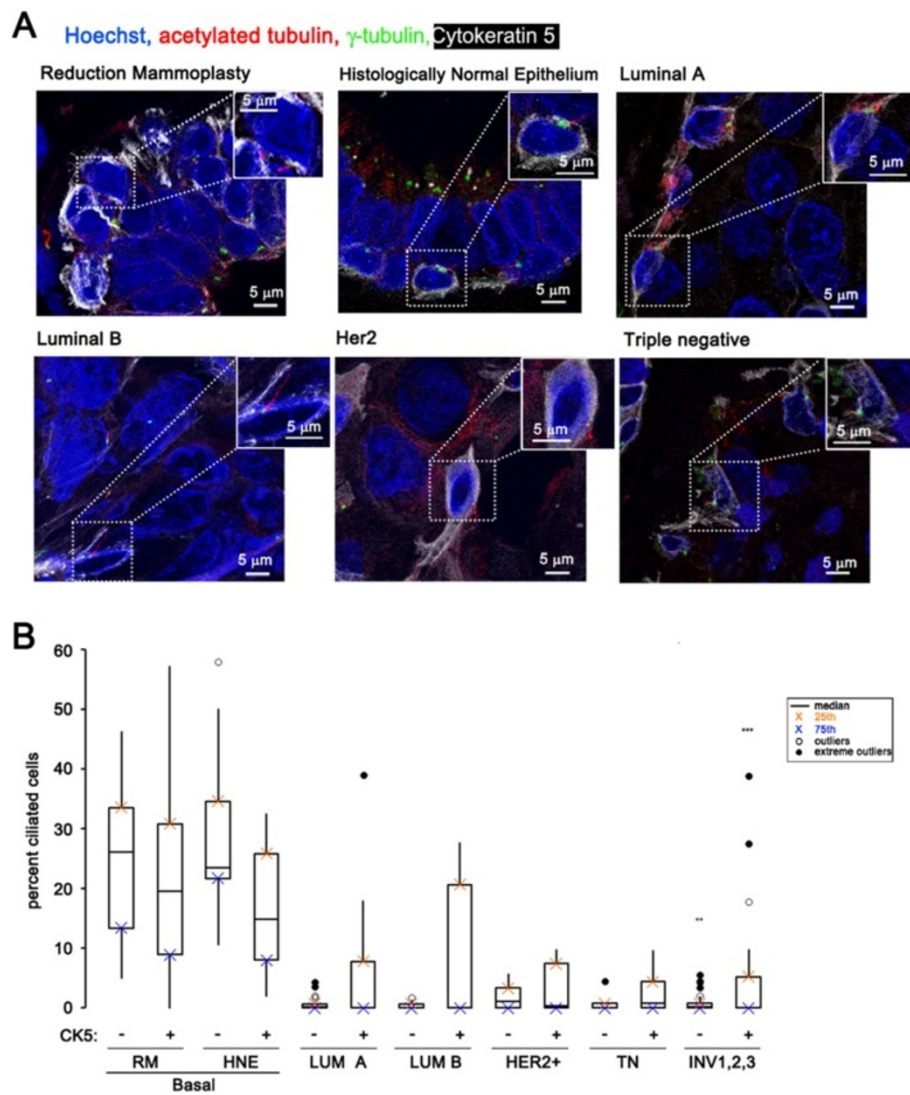 A
Hoechst, acetylated tubulin, γ-tubulin, Cytokeratin 5
Reduction Mammoplasty
Histologically Normal Epithelium
Luminal A
5 μm
5 μm
5 μm
5 μm
5 μm
5 μm
Luminal B
Her2
Triple negative
5 μm
5 μm
5 μm
5 μm
5 μm
5 μm
B
percent ciliated cells
60
50
40
30
20
10
0
median
25th
75th
outliers
extreme outliers
**
***
CK5: - + - + - + - + - + - + - +
RM HNE LUM A LUM B HER2+ TN INV1,2,3
Basal